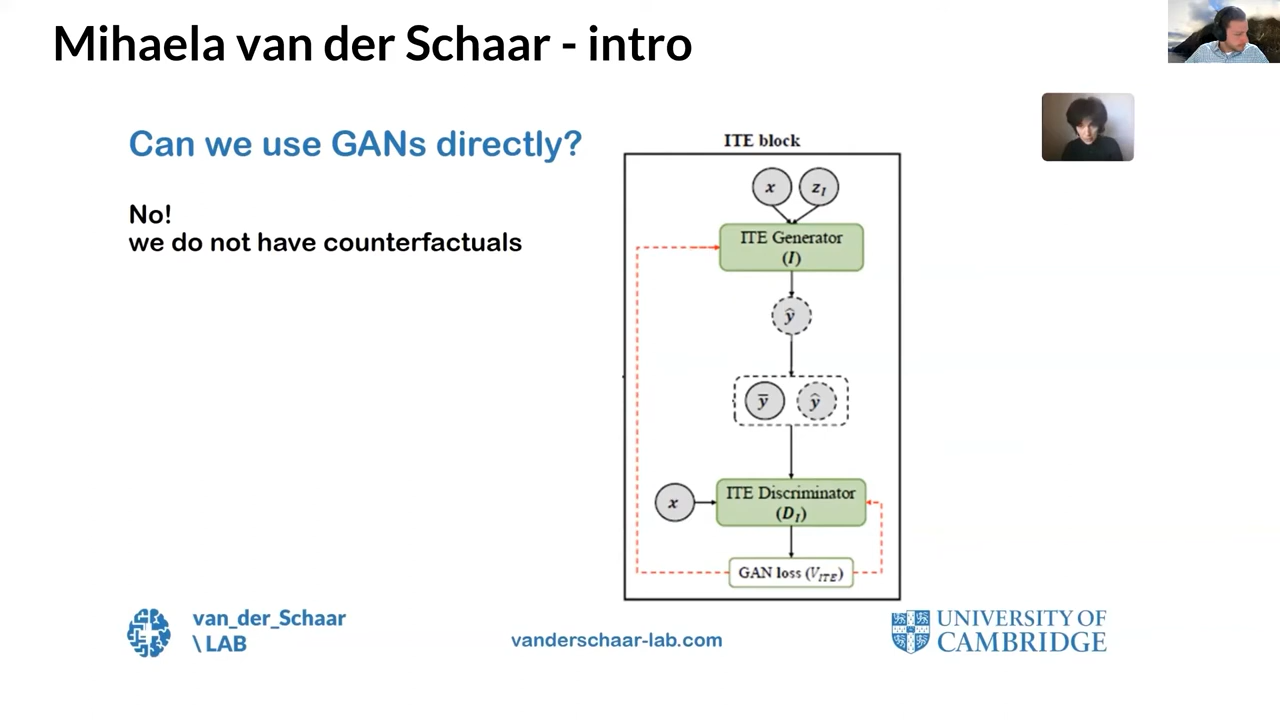 Mihaela van der Schaar - intro
Can we use GANs directly?
No!
we do not have counterfactuals
ITE block
x
z_I
ITE Generator
(I)
ŷ
ȳ ŷ
x
ITE Discriminator
(D_I)
GAN loss (V_ITE)
van_der_Schaar
\ LAB
vanderschaar-lab.com
UNIVERSITY OF
CAMBRIDGE